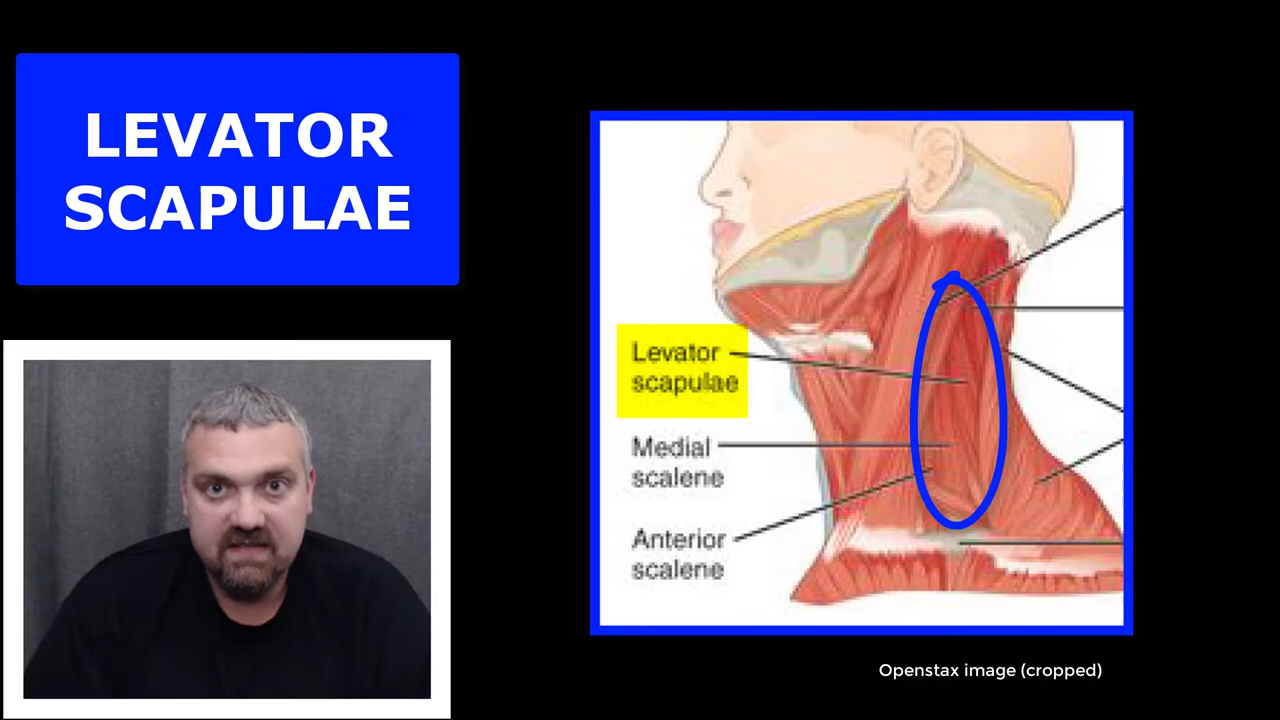 LEVATOR
SCAPULAE
Levator
scapulae
Medial
scalene
Anterior
scalene
Openstax image (cropped)